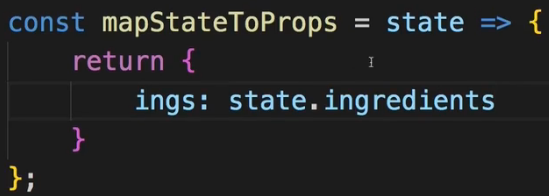 const mapStateToProps = state => {
    return {
        ings: state.ingredients
    }
};